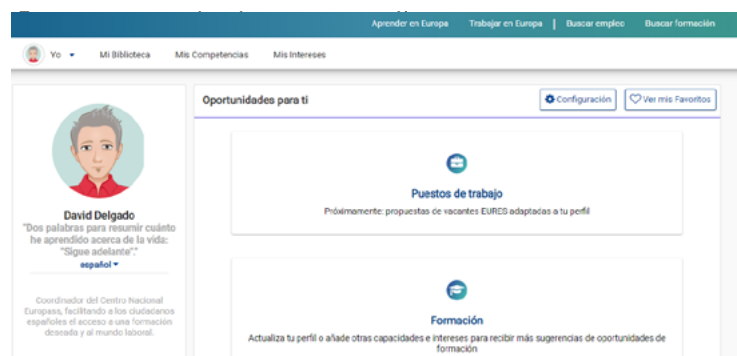 Aprender en Europa Trabajar en Europa | Buscar empleo Buscar formación
Yo Mi Biblioteca Mis Competencias Mis Intereses
Oportunidades para ti
Configuración Ver mis Favoritos
Puestos de trabajo
Próximamente: propuestas de vacantes EURES adaptadas a tu perfil
David Delgado
"Dos palabras para resumir cuánto
he aprendido acerca de la vida:
"Sigue adelante"."
español
Coordinador del Centro Nacional
Europass, facilitando a los ciudadanos
españoles el acceso a una formación
deseada y al mundo laboral.
Formación
Actualiza tu perfil o añade otras capacidades e intereses para recibir más sugerencias de oportunidades de
formación